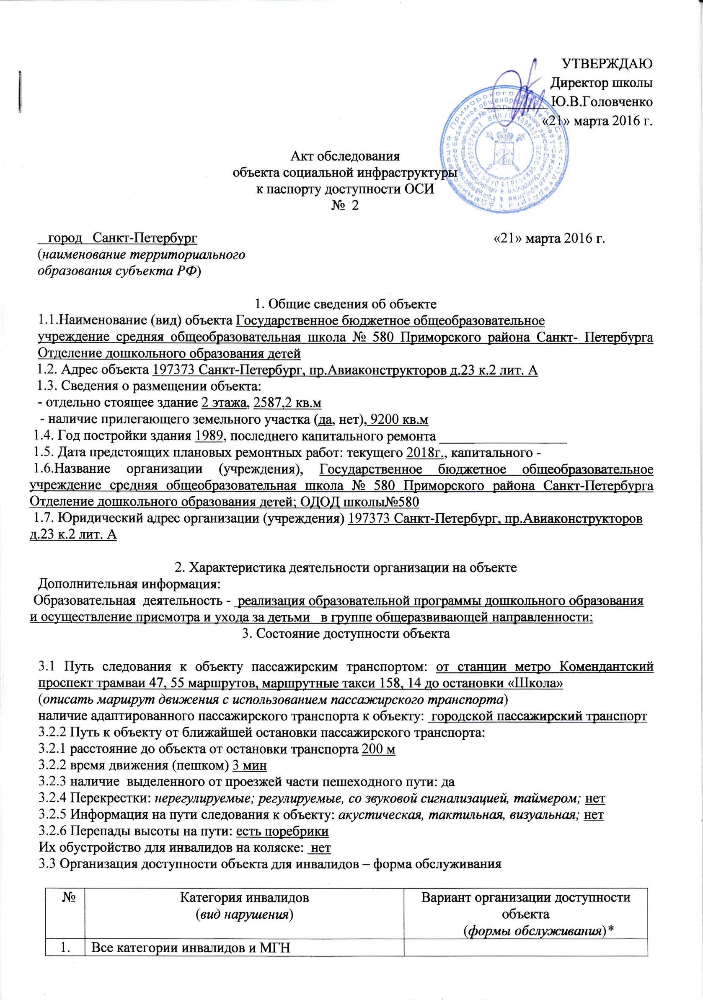 УТВЕРЖДАЮ
Директор школы
Ю.В.Головченко
«21» марта 2016 г.
Акт обследования
объекта социальной инфраструктуры
к паспорту доступности ОСИ
№ 2
город Санкт-Петербург «21» марта 2016 г.
(наименование территориального
образования субъекта РФ)
1. Общие сведения об объекте
1.1.Наименование (вид) объекта Государственное бюджетное общеобразовательное
учреждение средняя общеобразовательная школа № 580 Приморского района Санкт- Петербурга
Отделение дошкольного образования детей
1.2. Адрес объекта 197373 Санкт-Петербург, пр.Авиаконструкторов д.23 к.2 лит. А
1.3. Сведения о размещении объекта:
- отдельно стоящее здание 2 этажа, 2587,2 кв.м
- наличие прилегающего земельного участка (да, нет), 9200 кв.м
1.4. Год постройки здания 1989, последнего капитального ремонта
1.5. Дата предстоящих плановых ремонтных работ: текущего 2018г., капитального -
1.6.Название организации (учреждения), Государственное бюджетное общеобразовательное
учреждение средняя общеобразовательная школа № 580 Приморского района Санкт-Петербурга
Отделение дошкольного образования детей; ОДОД школы№580
1.7. Юридический адрес организации (учреждения) 197373 Санкт-Петербург, пр.Авиаконструкторов
д.23 к.2 лит. А
2. Характеристика деятельности организации на объекте
Дополнительная информация:
Образовательная деятельность - реализация образовательной программы дошкольного образования
и осуществление присмотра и ухода за детьми в группе общеразвивающей направленности;
3. Состояние доступности объекта
3.1 Путь следования к объекту пассажирским транспортом: от станции метро Комендантский
проспект трамваи 47, 55 маршрутов, маршрутные такси 158, 14 до остановки «Школа»
(описать маршрут движения с использованием пассажирского транспорта)
наличие адаптированного пассажирского транспорта к объекту: городской пассажирский транспорт
3.2.2 Путь к объекту от ближайшей остановки пассажирского транспорта:
3.2.1 расстояние до объекта от остановки транспорта 200 м
3.2.2 время движения (пешком) 3 мин
3.2.3 наличие выделенного от проезжей части пешеходного пути: да
3.2.4 Перекрестки: нерегулируемые; регулируемые, со звуковой сигнализацией, таймером; нет
3.2.5 Информация на пути следования к объекту: акустическая, тактильная, визуальная; нет
3.2.6 Перепады высоты на пути: есть поребрики
Их обустройство для инвалидов на коляске: нет
3.3 Организация доступности объекта для инвалидов – форма обслуживания
№ Категория инвалидов Вариант организации доступности
(вид нарушения) объекта
(формы обслуживания)*
1. Все категории инвалидов и МГН